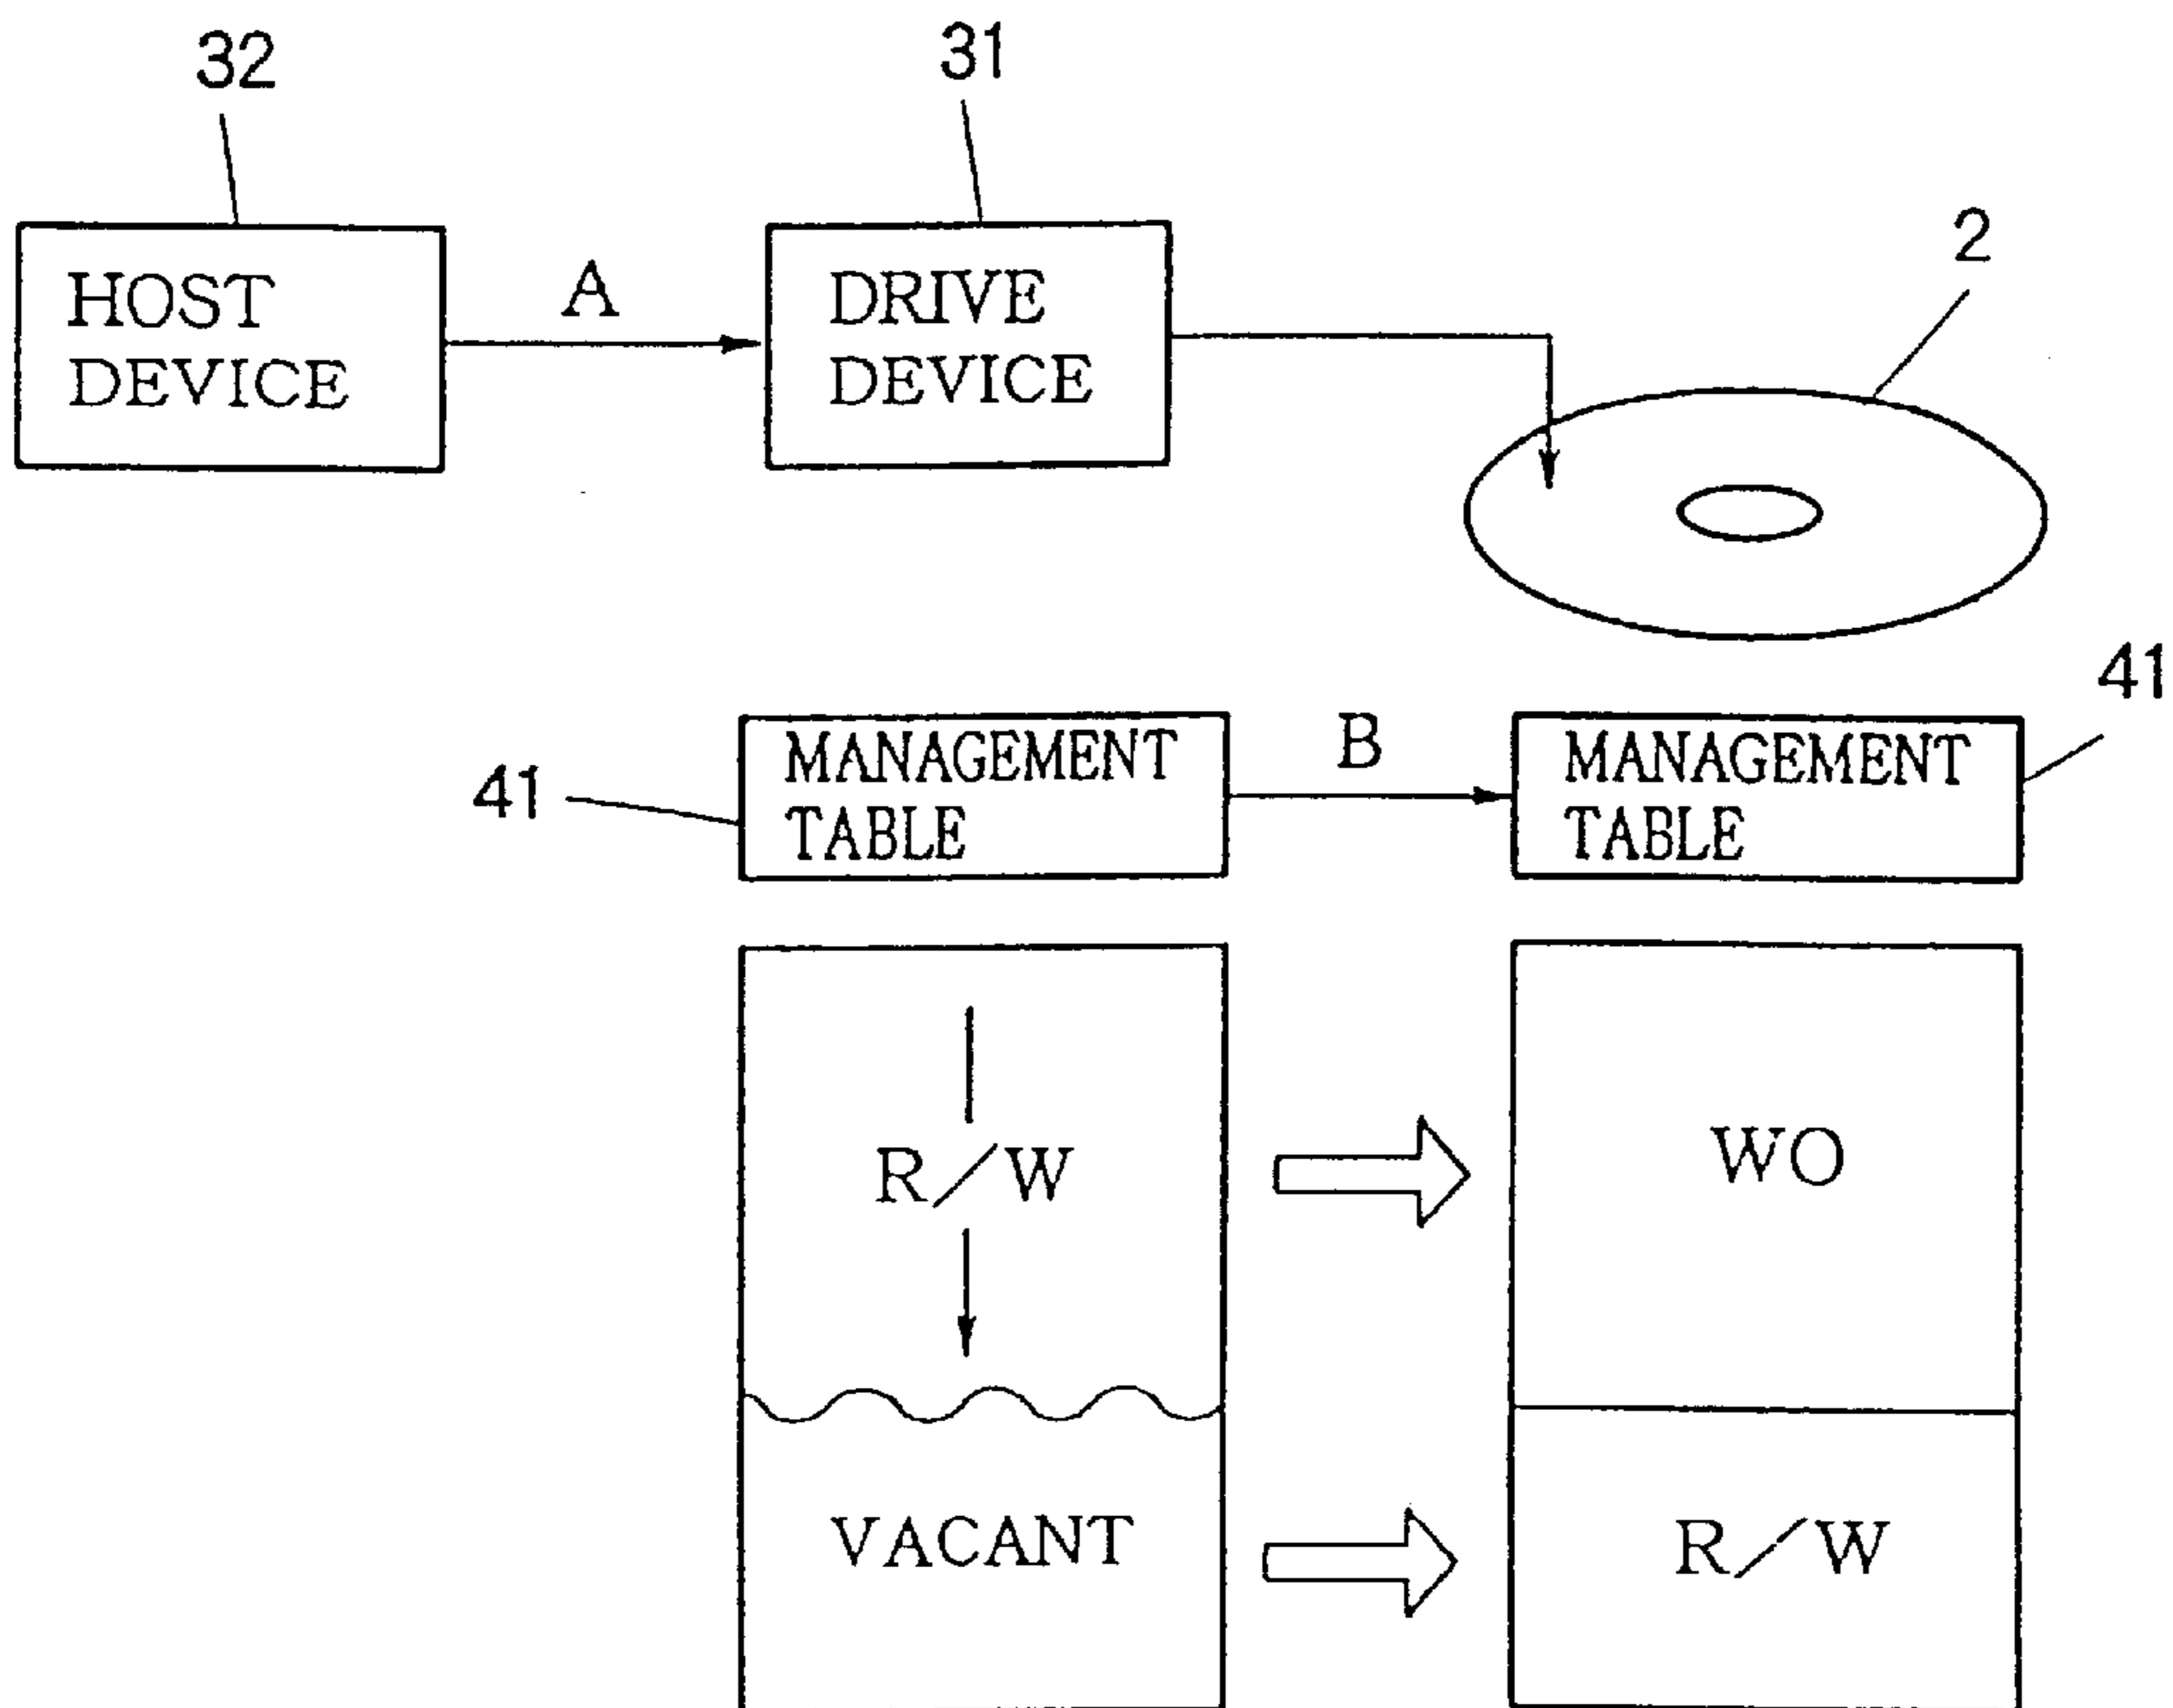 32
31
2
HOST
DEVICE
A
DRIVE
DEVICE
41
MANAGEMENT
TABLE
B
MANAGEMENT
TABLE
41
R/W
WO
VACANT
R/W